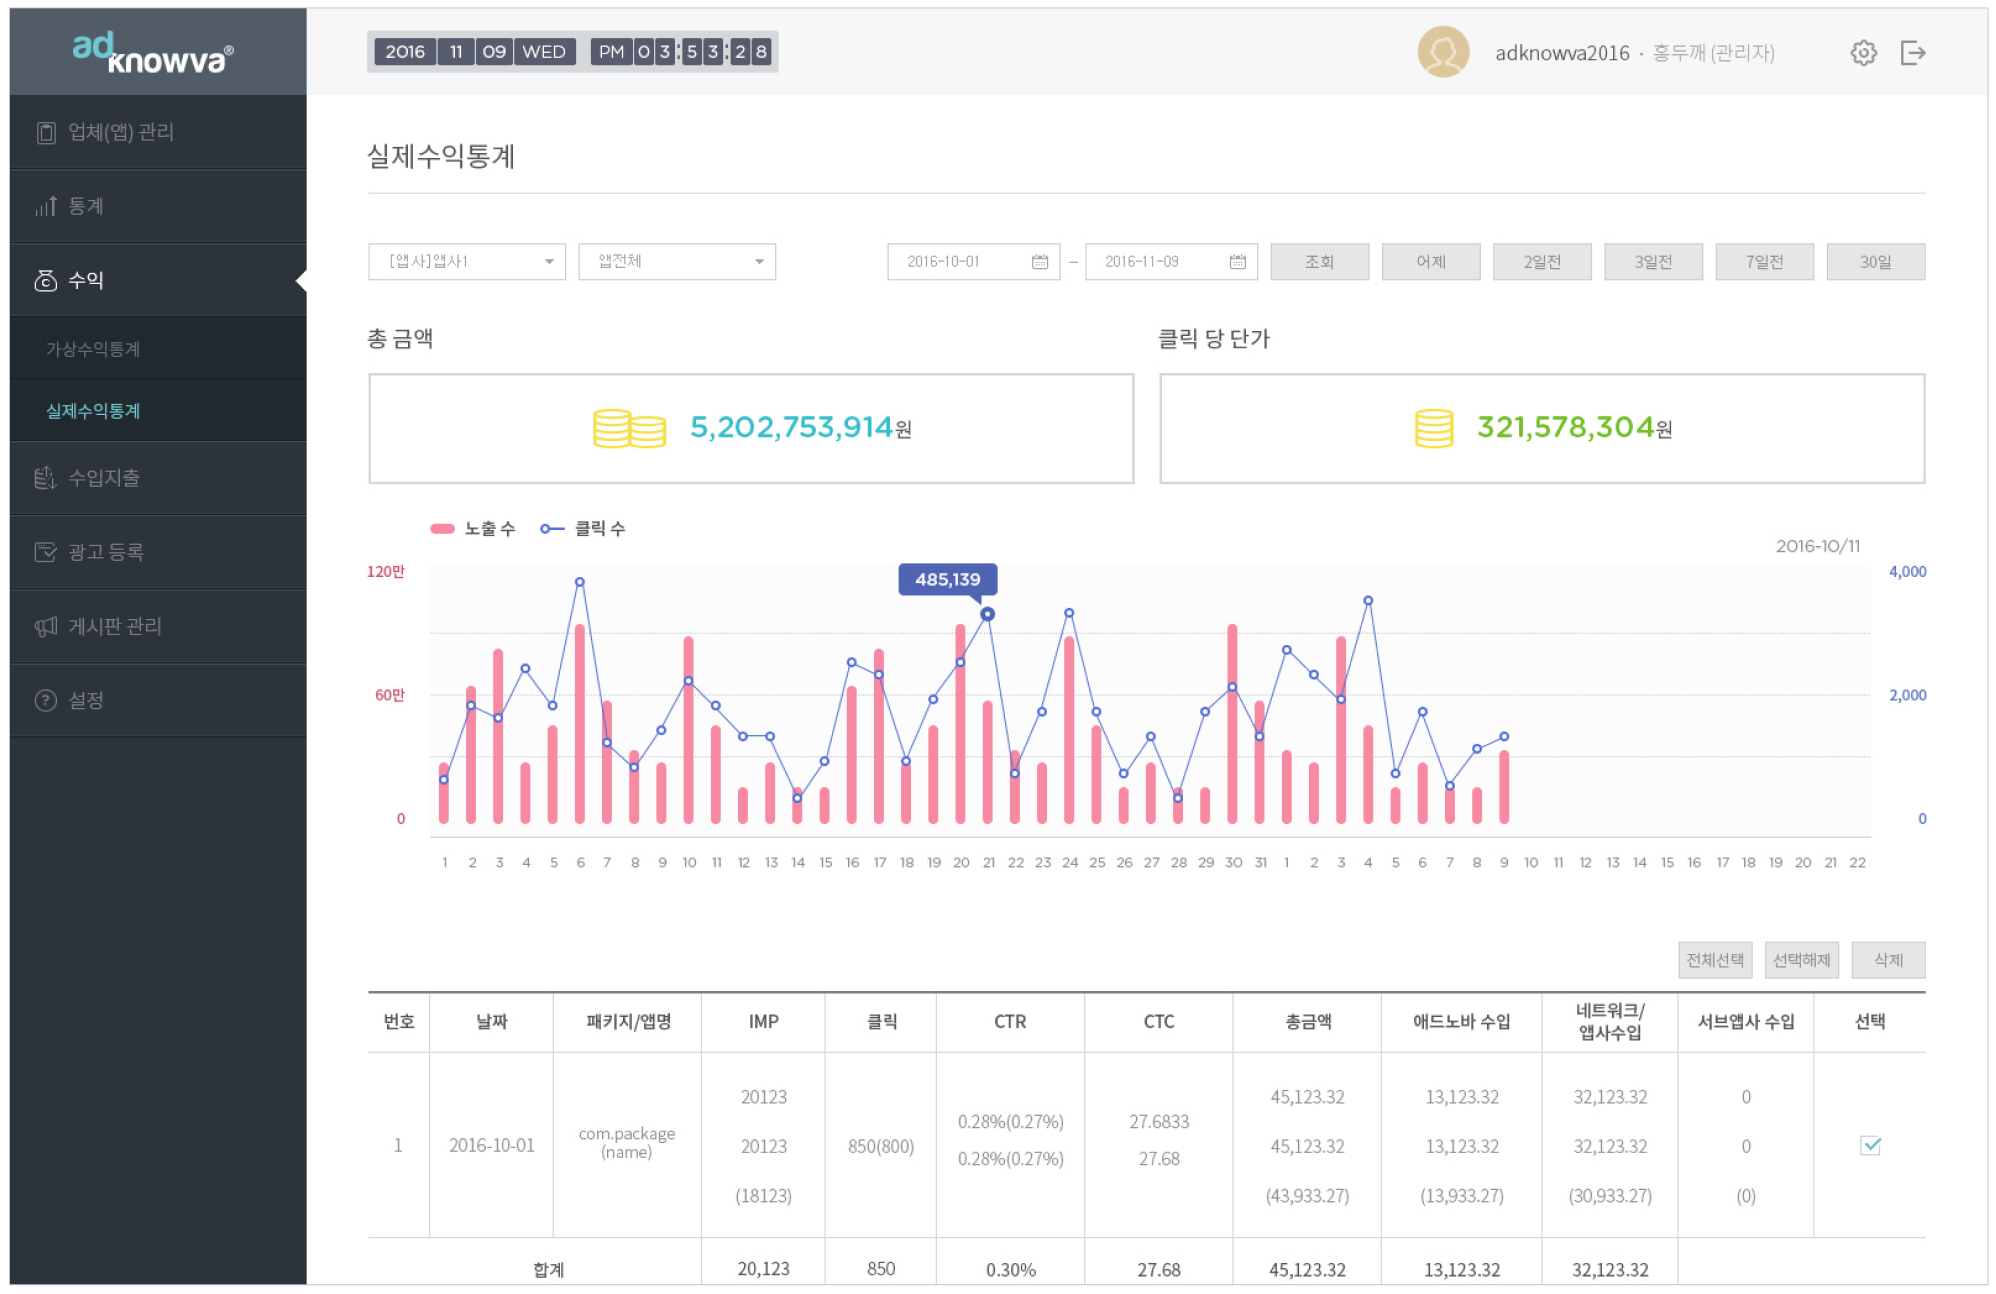 adknowva®
2016 11 09 WED PM 03:53:28
adknowva2016 · 홍두깨 (관리자)
업체(앱) 관리
통계
수익
가상수익통계
실제수익통계
수입지출
광고 등록
게시판 관리
? 설정
실제수익통계
[앱사]앱사1 앱전체 2016-10-01 – 2016-11-09 조회 어제 2일전 3일전 7일전 30일
총 금액 클릭 당 단가
5,202,753,914원 321,578,304원
노출 수 클릭 수
2016-10/11
120만 485,139 4,000
60만 2,000
0 0
1 2 3 4 5 6 7 8 9 10 11 12 13 14 15 16 17 18 19 20 21 22 23 24 25 26 27 28 29 30 31 1 2 3 4 5 6 7 8 9 10 11 12 13 14 15 16 17 18 19 20 21 22
전체선택 선택해제 삭제
번호 날짜 패키지/앱명 IMP 클릭 CTR CTC 총금액 애드노바 수입 네트워크/ 서브앱사 수입 선택
앱사수입
20123 45,123.32 13,123.32 32,123.32 0
0.28%(0.27%) 27.6833
com.package
1 2016-10-01 20123 850(800) 45,123.32 13,123.32 32,123.32 0
(name)
0.28%(0.27%) 27.68
(18123) (43,933.27) (13,933.27) (30,933.27) (0)
합계 20,123 850 0.30% 27.68 45,123.32 13,123.32 32,123.32